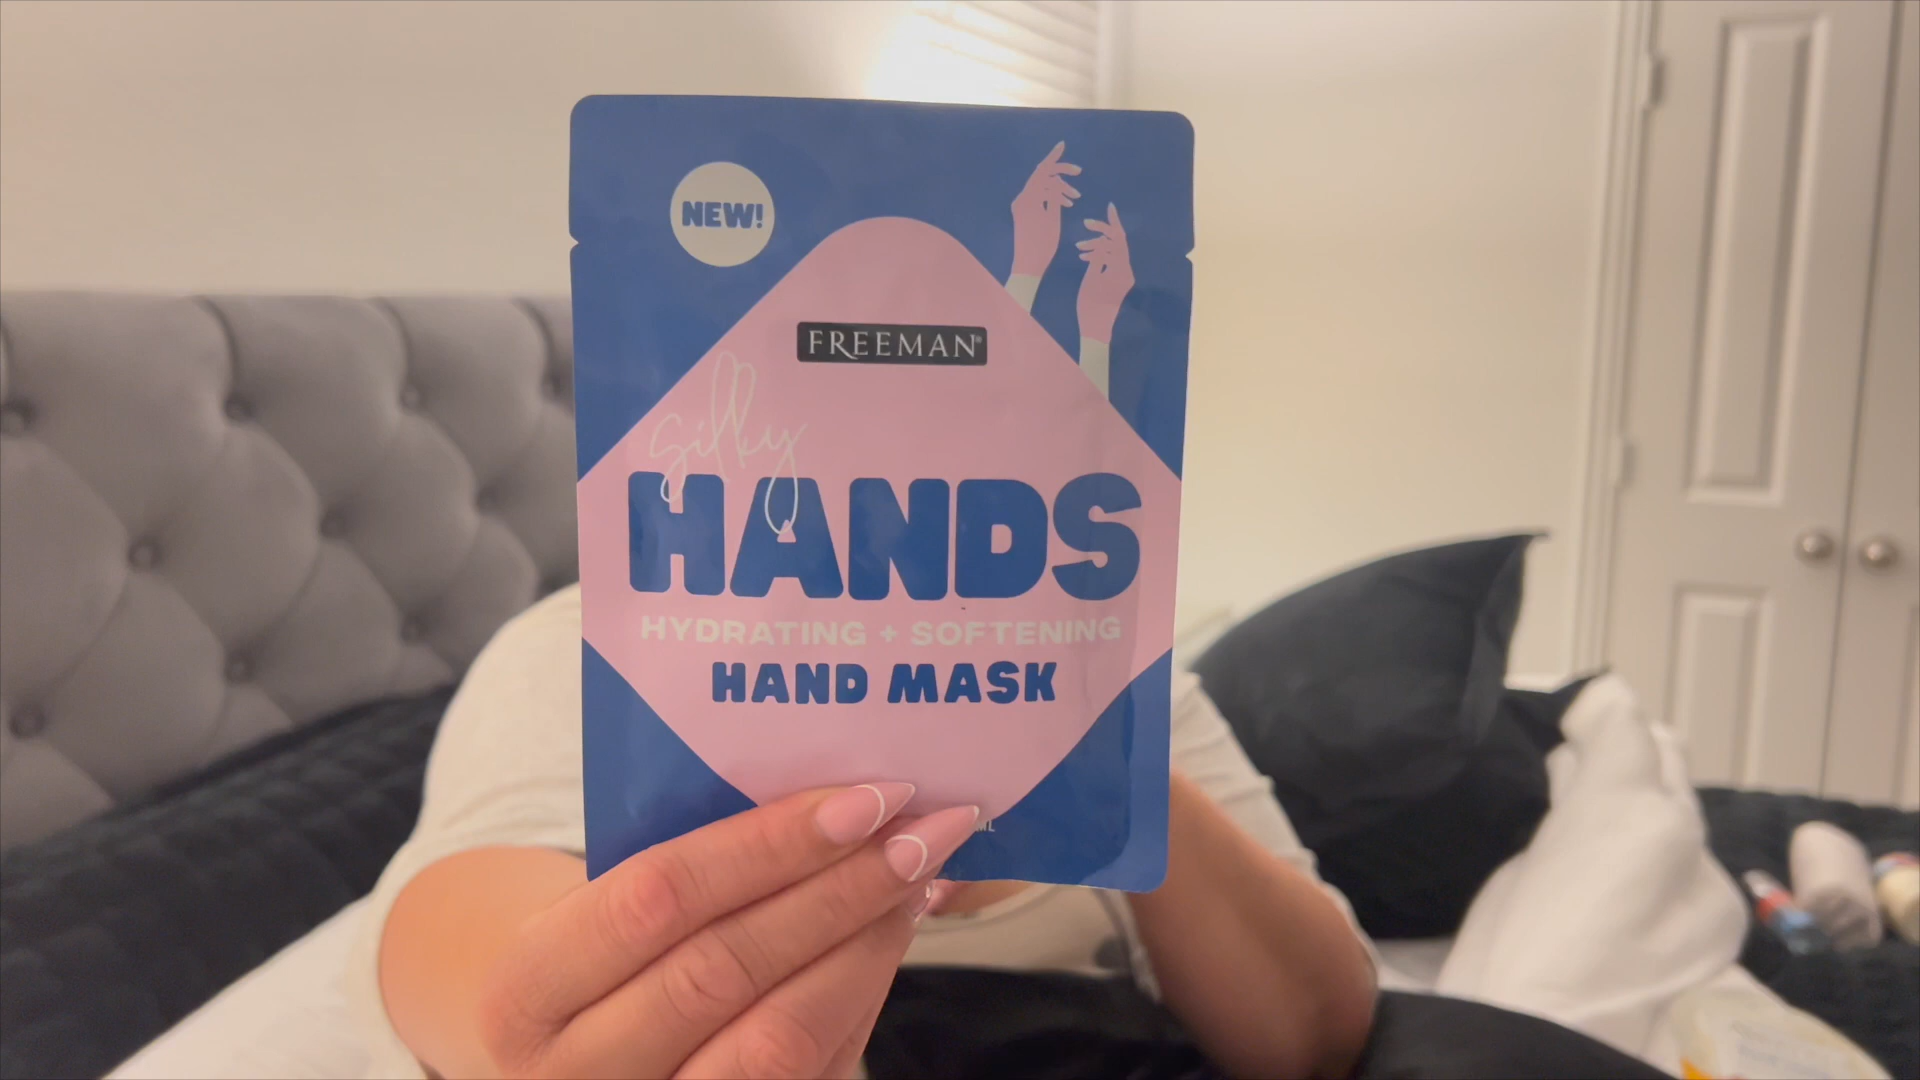 NEW!
FREEMAN®
Silky
HANDS
HYDRATING + SOFTENING
HAND MASK